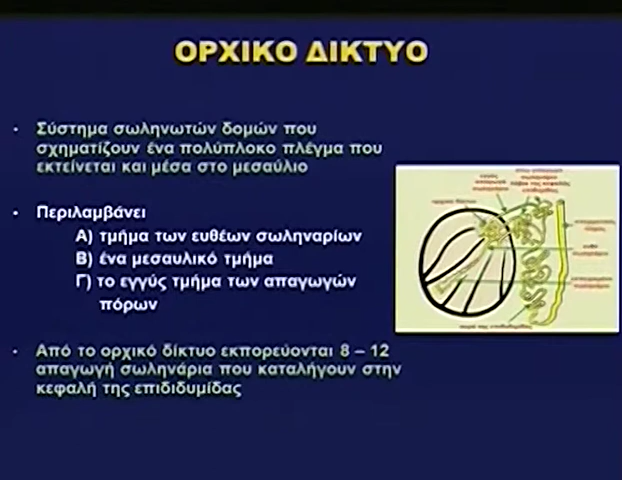 ΟΡΧΙΚΟ ΔΙΚΤΥΟ
• Σύστημα σωληνωτών δομών που
σχηματίζουν ένα πολύπλοκο πλέγμα που
εκτείνεται και μέσα στο μεσαύλιο
• Περιλαμβάνει
Α) τμήμα των ευθέων σωληναρίων
Β) ένα μεσαυλικό τμήμα
Γ) το εγγύς τμήμα των απαγωγών
πόρων
• Από το ορχικό δίκτυο εκπορεύονται 8 – 12
απαγωγή σωληνάρια που καταλήγουν στην
κεφαλή της επιδιδυμίδας